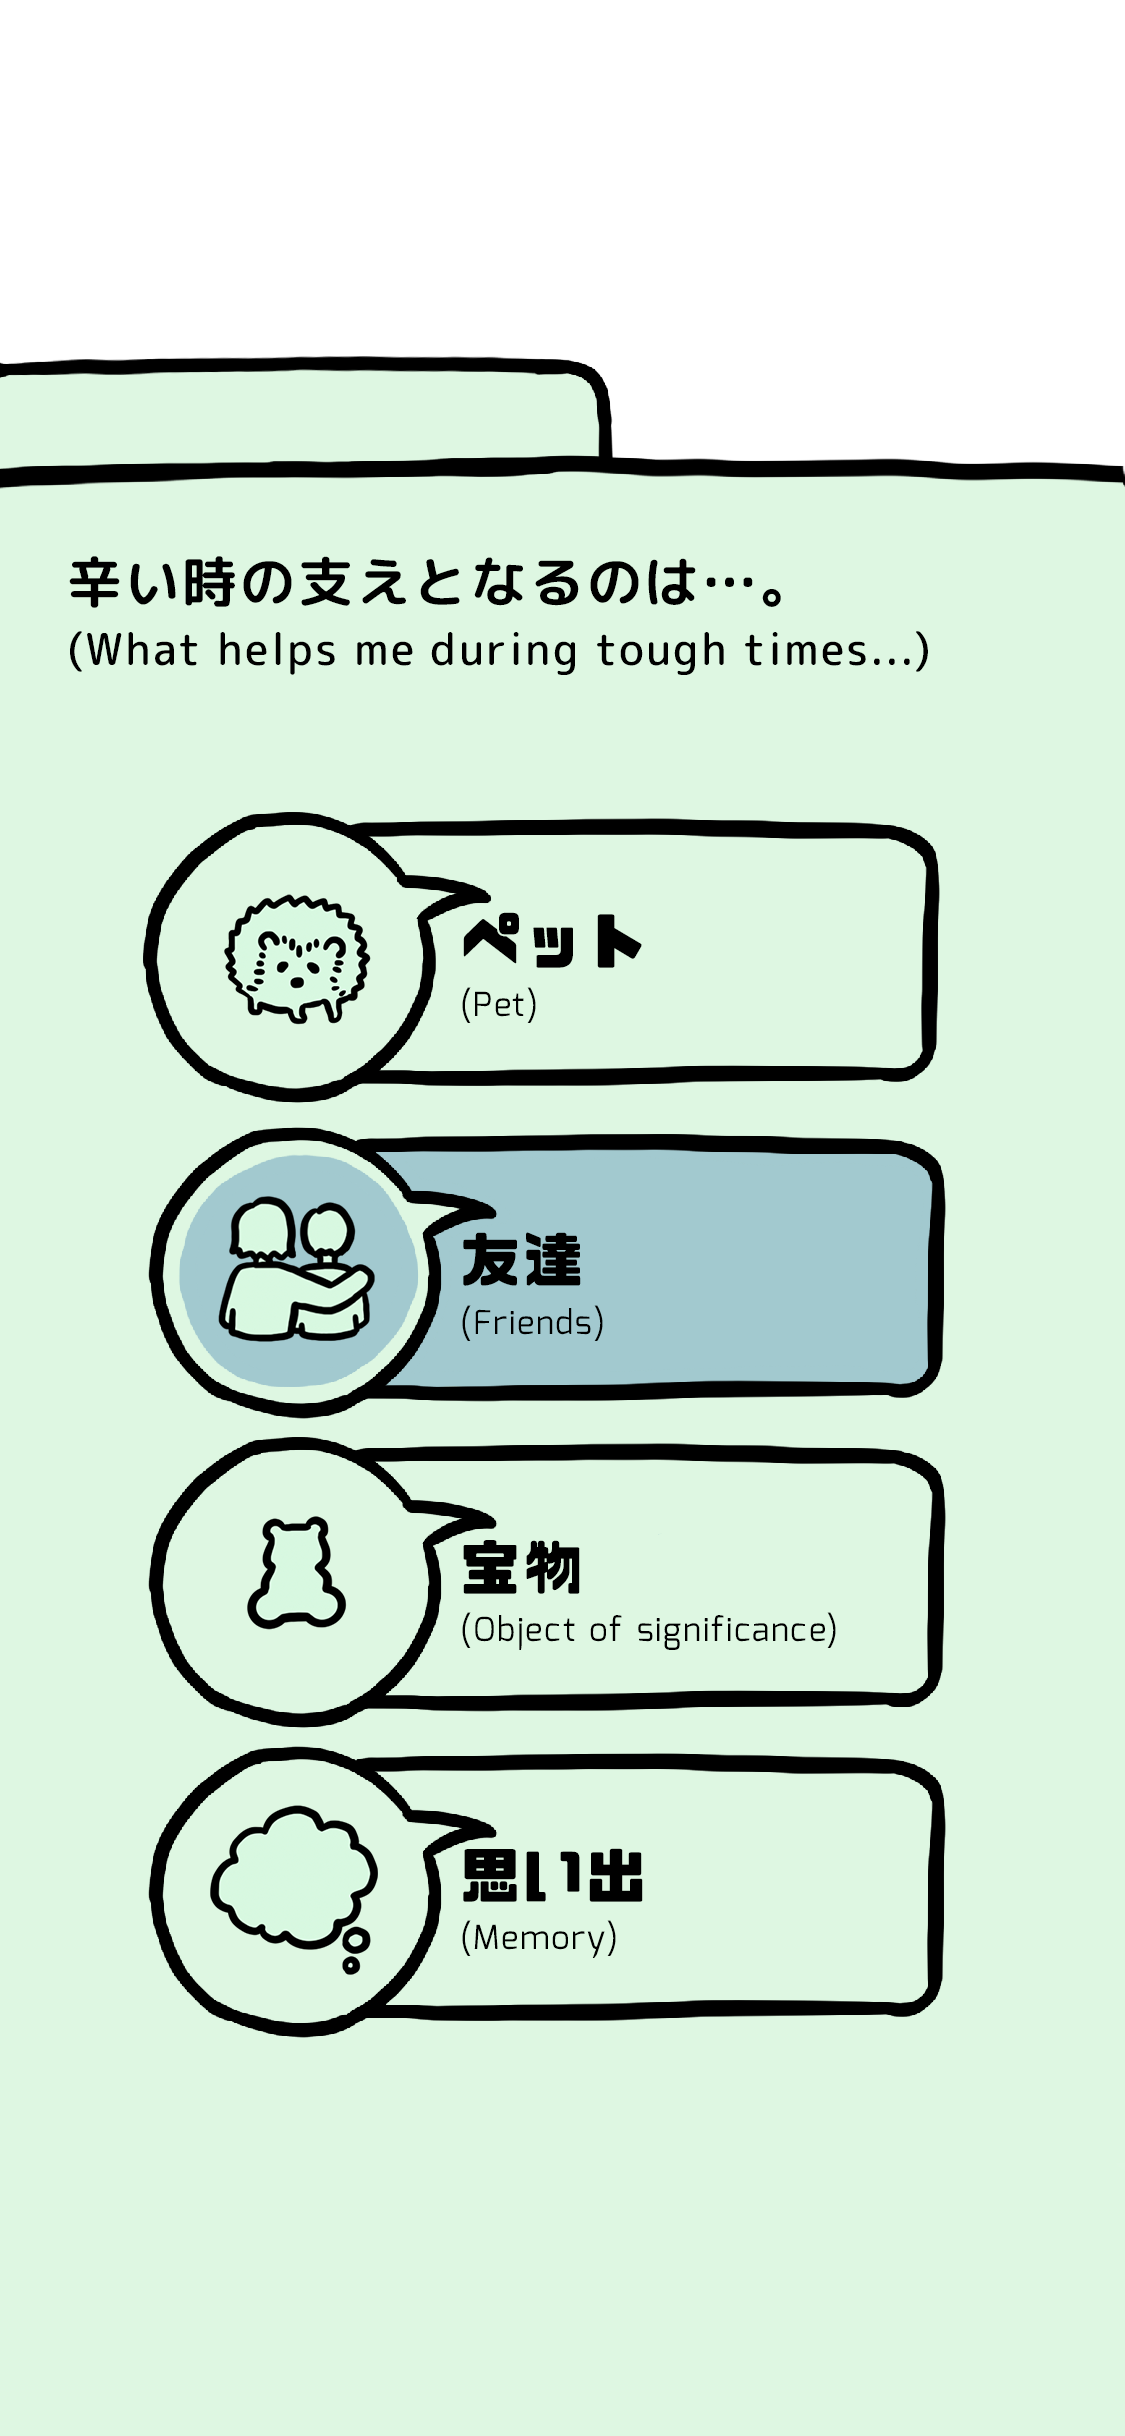 辛い時の支えとなるのは…。
(What helps me during tough times...)
ペット
(Pet)
友達
(Friends)
宝物
(Object of significance)
思い出
(Memory)